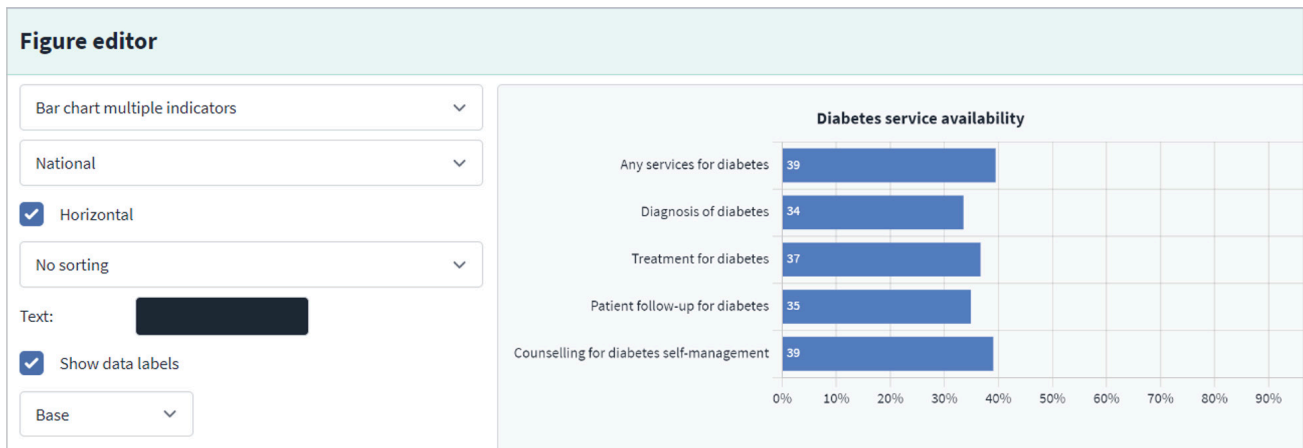 Figure editor
Bar chart multiple indicators
National
Horizontal
No sorting
Text:
Show data labels
Base
Diabetes service availability
Any services for diabetes 39
Diagnosis of diabetes 34
Treatment for diabetes 37
Patient follow-up for diabetes 35
Counselling for diabetes self-management 39
0% 10% 20% 30% 40% 50% 60% 70% 80% 90%